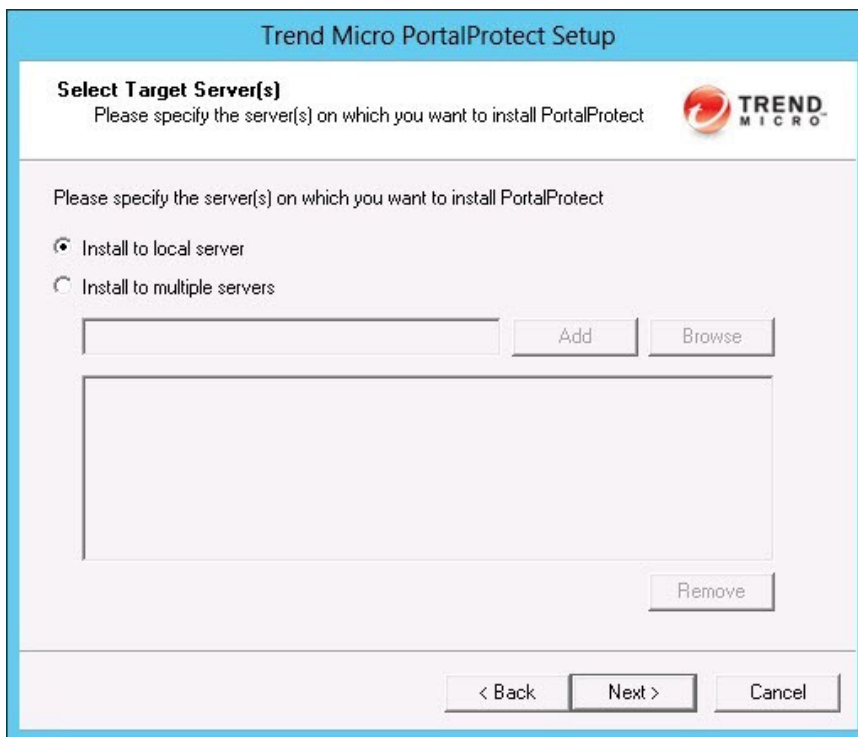 Trend Micro PortalProtect Setup
Select Target Server(s)
Please specify the server(s) on which you want to install PortalProtect
TREND
MICRO
Please specify the server(s) on which you want to install PortalProtect
Install to local server
Install to multiple servers
Add Browse
Remove
< Back Next > Cancel